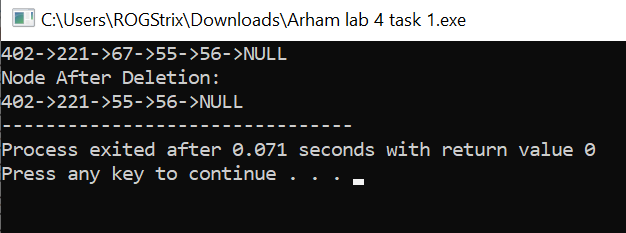 C:\Users\ROGStrix\Downloads\Arham lab 4 task 1.exe
402->221->67->55->56->NULL
Node After Deletion:
402->221->55->56->NULL
--------------------------------
Process exited after 0.071 seconds with return value 0
Press any key to continue . . .